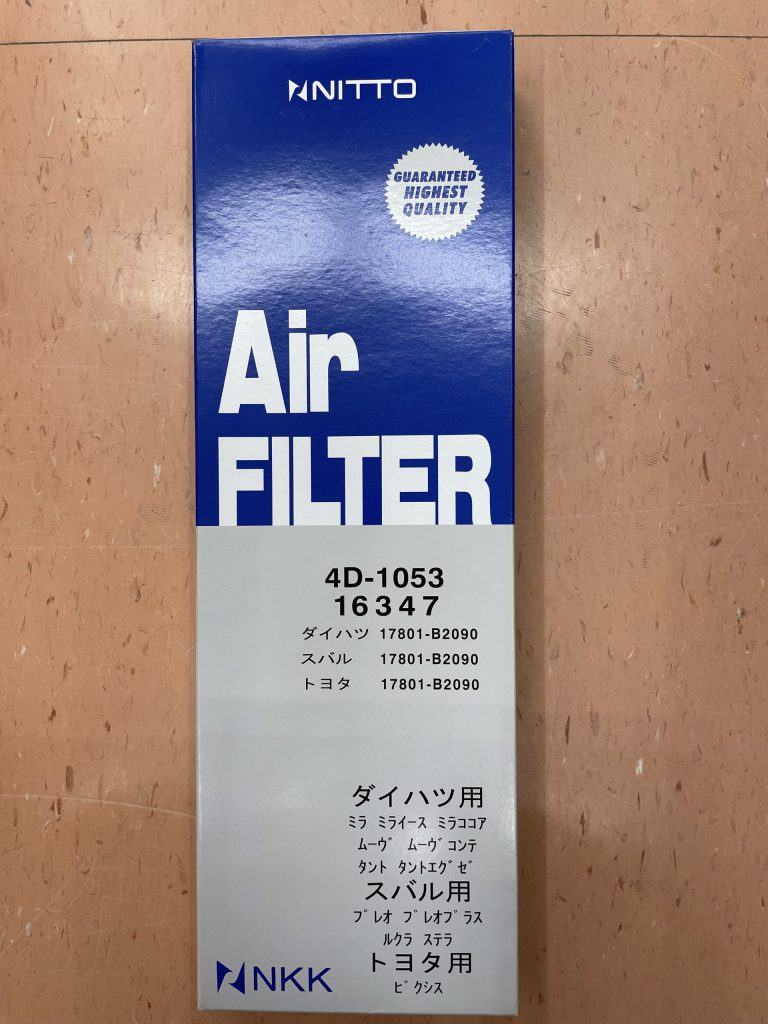 NITTO
GUARANTEED
HIGHEST
QUALITY
Air
FILTER
4D-1053
16347
ダイハツ 17801-B2090
スバル 17801-B2090
トヨタ 17801-B2090
ダイハツ用
ミラ ミライース ミラココア
ムーヴ ムーヴコンテ
タント タントエグゼ
スバル用
プレオ プレオプラス
ルクラ ステラ
トヨタ用
ピクシス
NKK